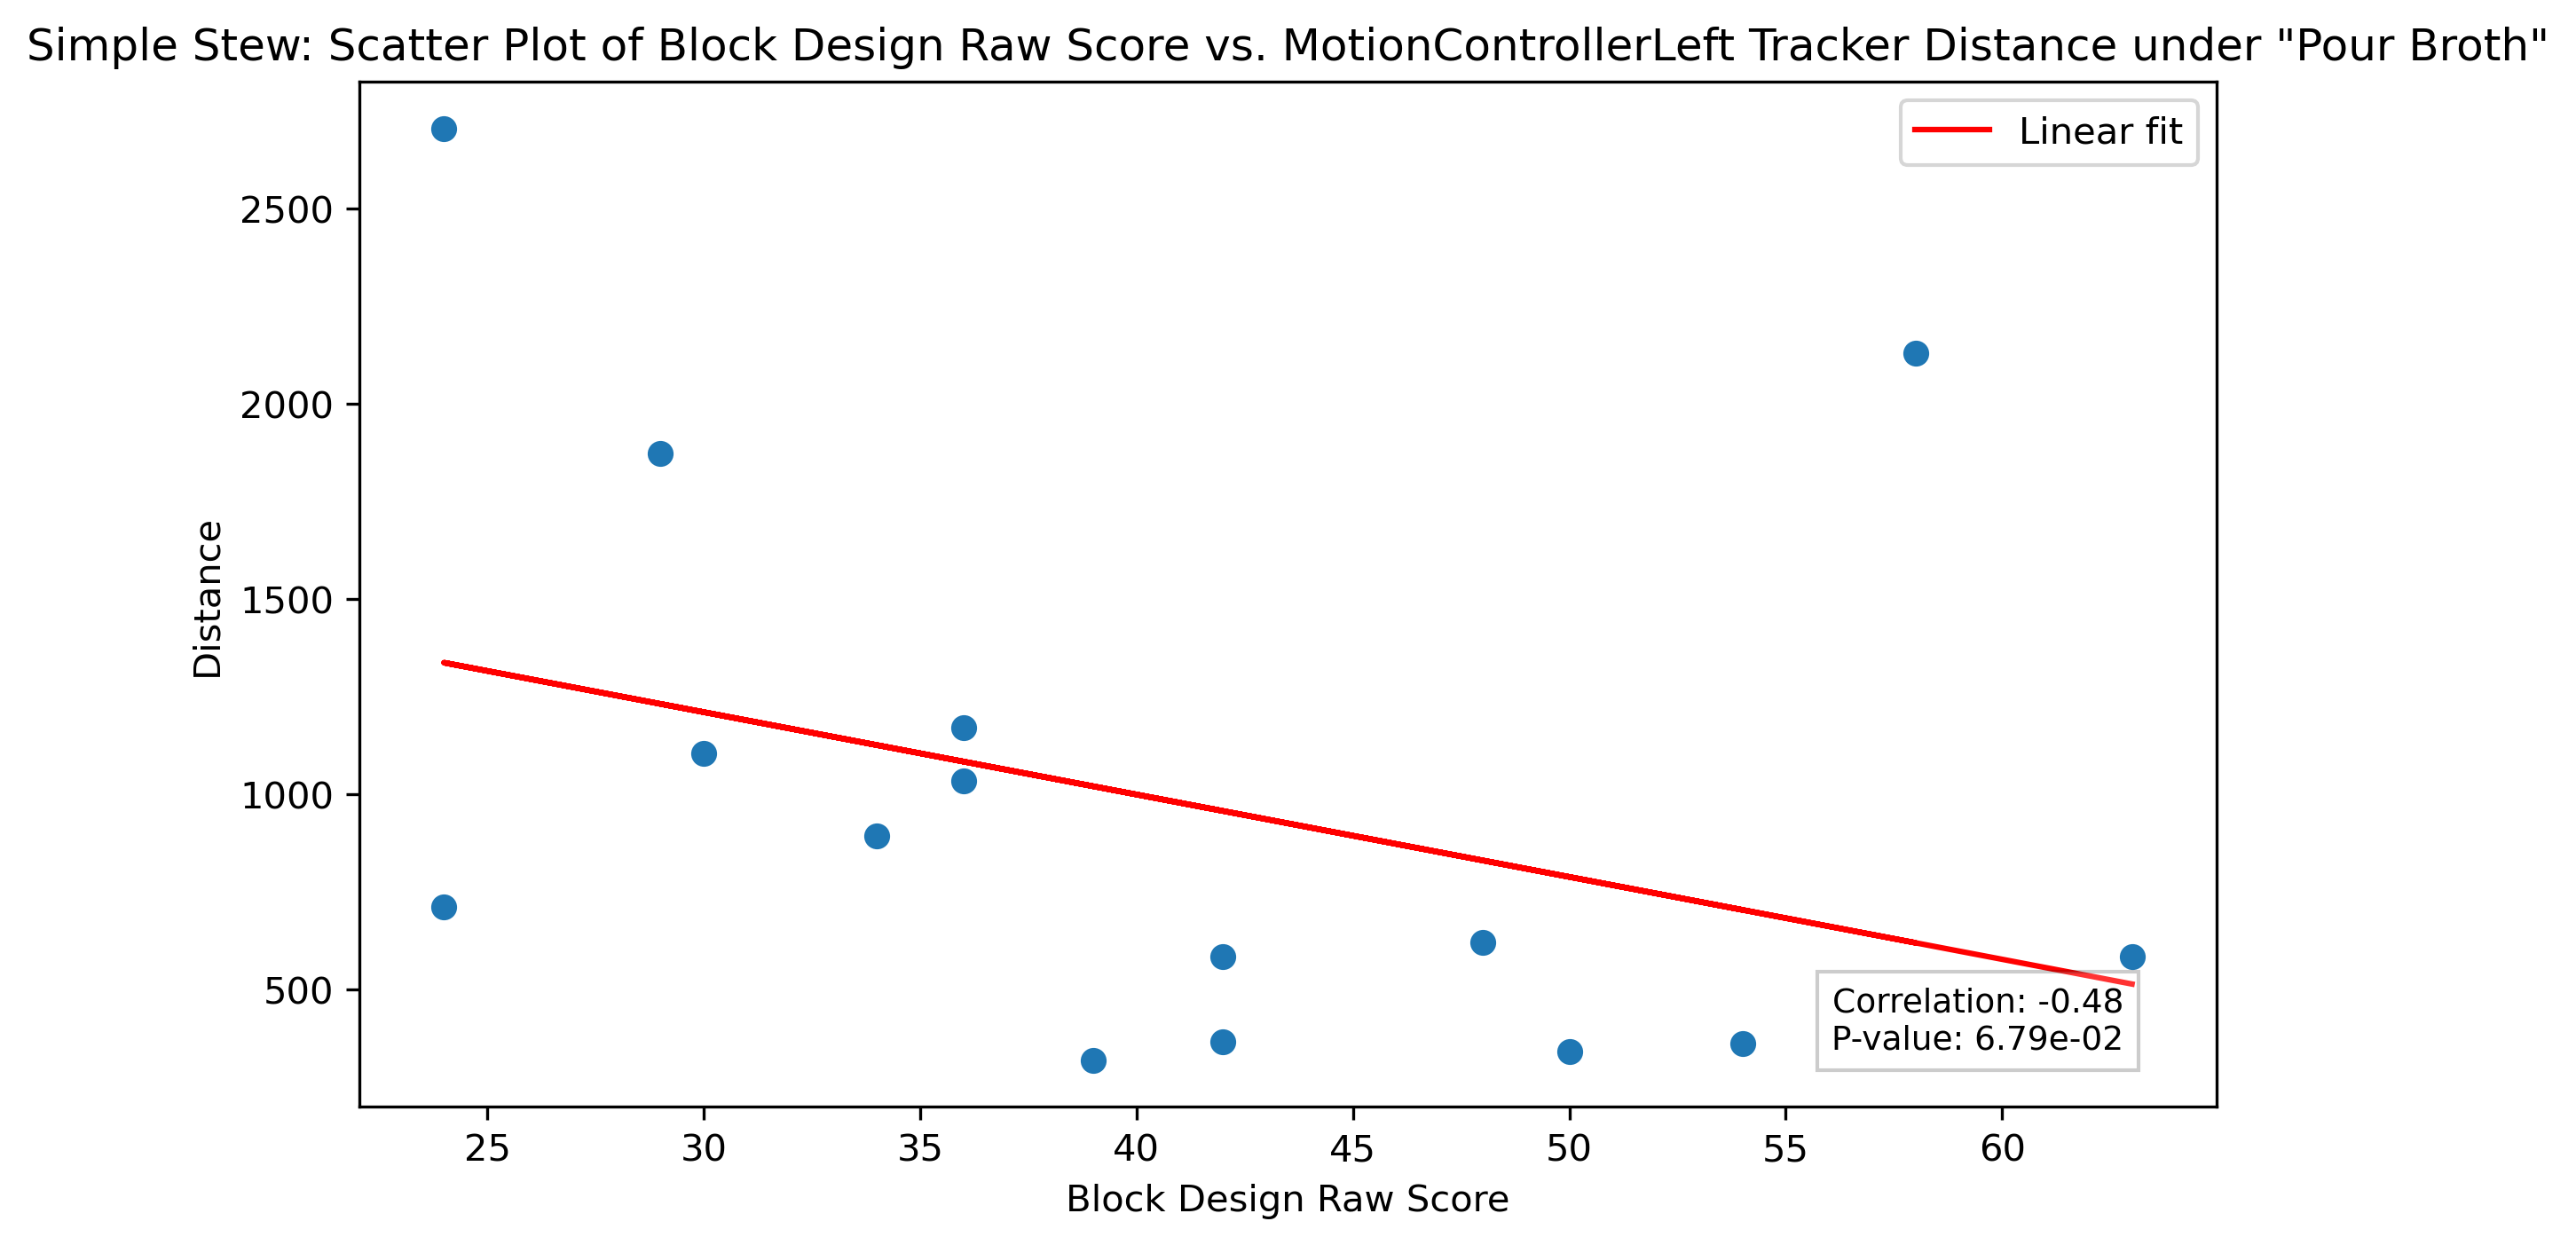 Simple Stew: Scatter Plot of Block Design Raw Score vs. MotionControllerLeft Tracker Distance under "Pour Broth"
Linear fit
2500
2000
1500
1000
500
Distance
Correlation: -0.48
P-value: 6.79e-02
25 30 35 40 45 50 55 60
Block Design Raw Score